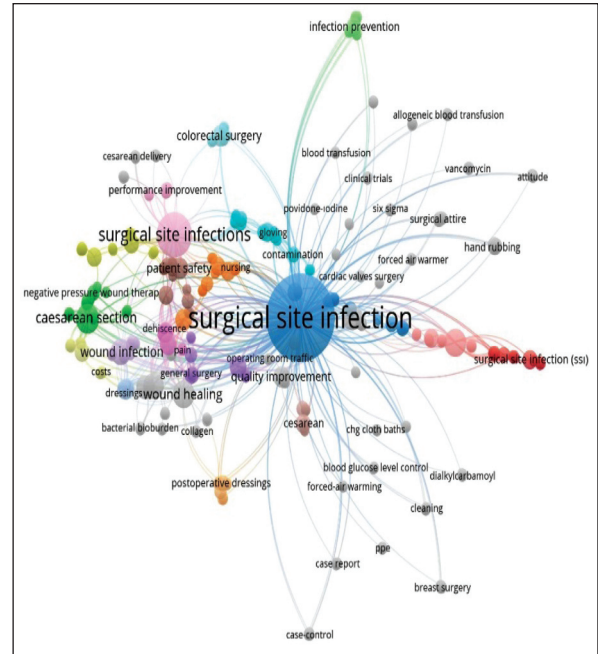 infection prevention
allogeneic blood transfusion
colorectal surgery
blood transfusion
cesarean delivery
vancomycin
clinical trials
attitude
performance improvement
povidone-iodine
six sigma
surgical attire
surgical site infections
gloving
hand rubbing
contamination
forced air warmer
patient safety
nursing
cardiac valves surgery
negative pressure wound therap
caesarean section
surgical site infection
dehiscence
wound infection
pain
operating room traffic
surgical site infection (ssi)
costs
general surgery
quality improvement
dressings
wound healing
bacterial bioburden
collagen
cesarean
chg cloth baths
blood glucose level control
dialkylcarbamoyl
postoperative dressings
forced-air warming
cleaning
ppe
case report
breast surgery
case-control